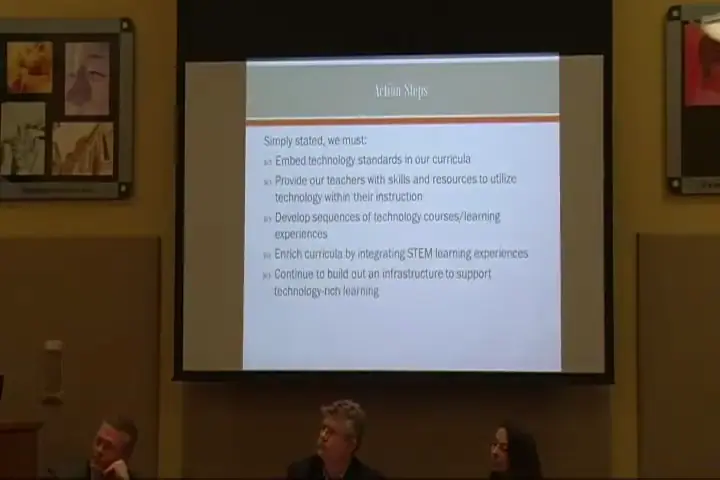 Action Steps
Simply stated, we must:
Embed technology standards in our curricula
Provide our teachers with skills and resources to utilize
technology within their instruction
Develop sequences of technology courses/learning
experiences
Enrich curricula by integrating STEM learning experiences
Continue to build out an infrastructure to support
technology-rich learning